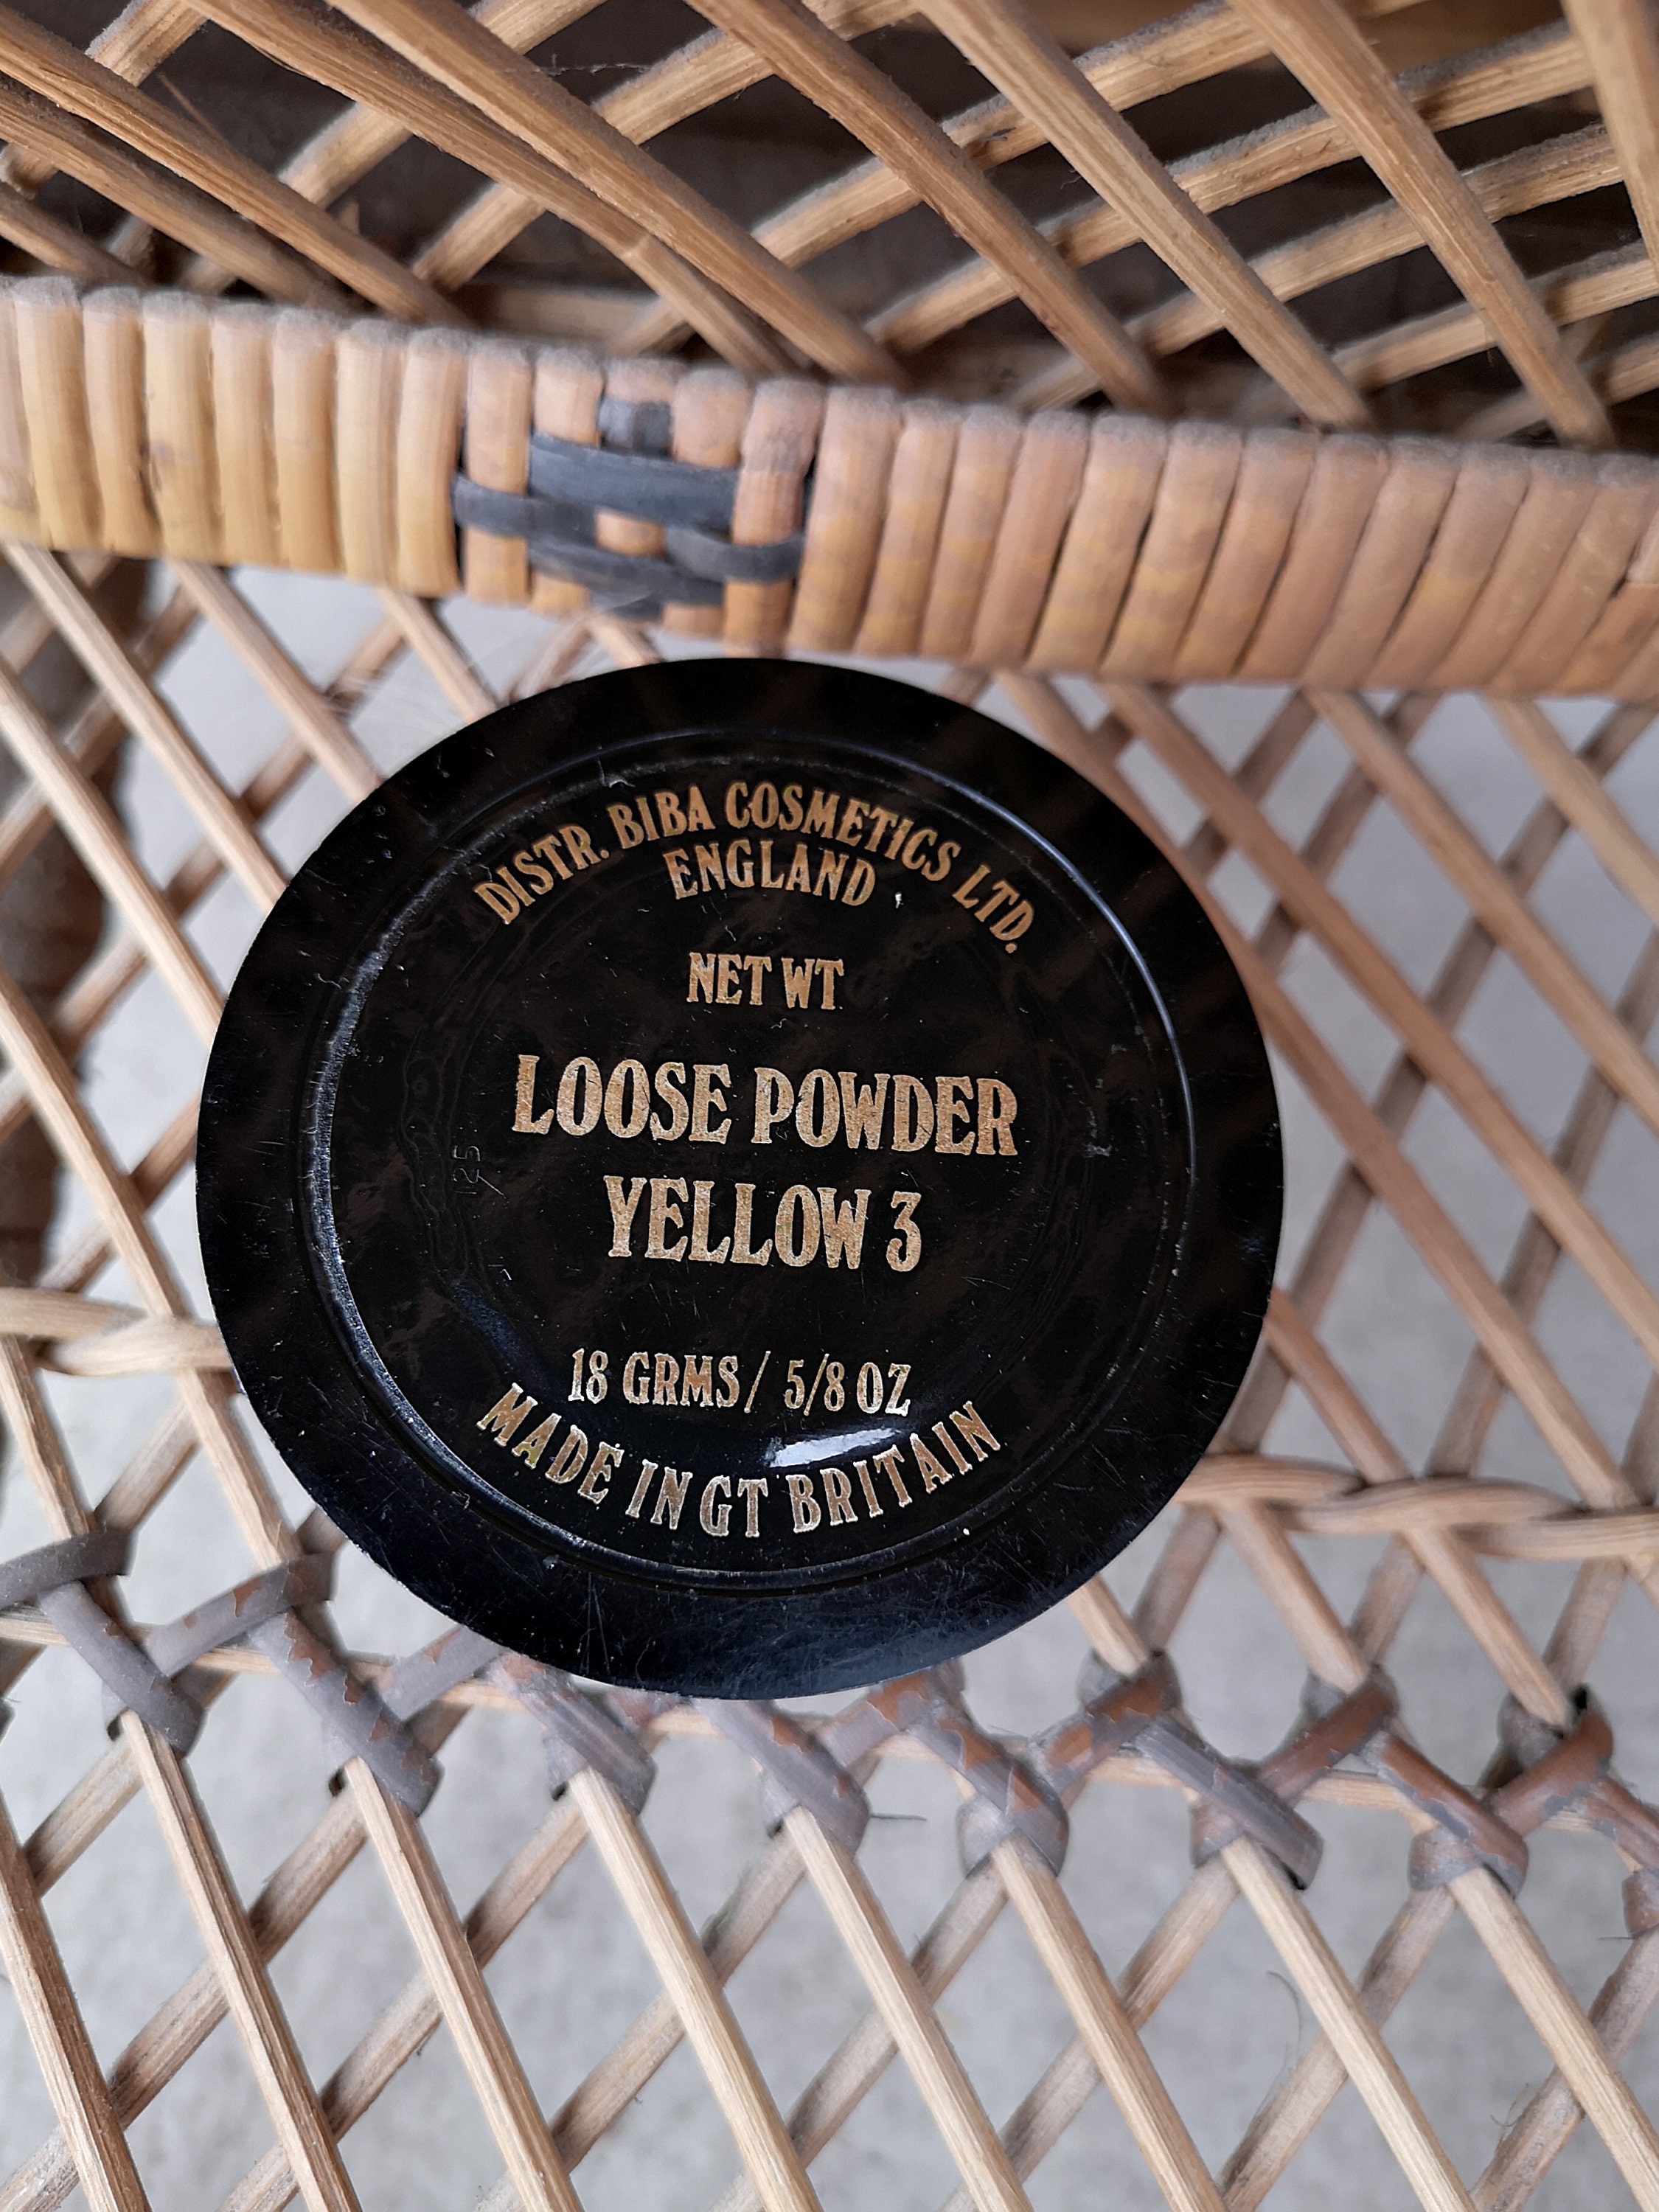 DISTR. BIBA COSMETICS LTD.
ENGLAND
NET WT
LOOSE POWDER
YELLOW 3
125
18 GRMS / 5/8 OZ
MADE IN GT BRITAIN